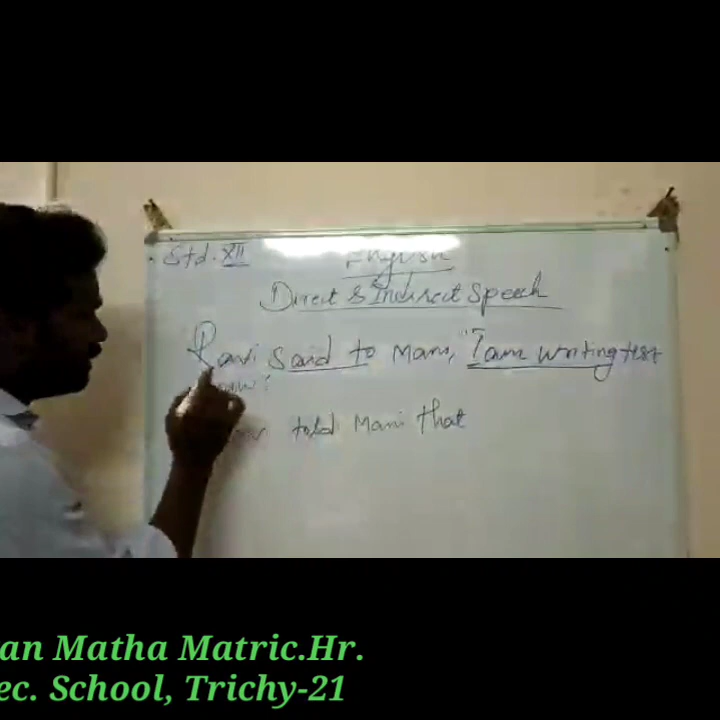 Std. XII
English
Direct & Indirect Speech
Ravi said to Mani, "I am writing test
told Mani that
an Matha Matric.Hr.
ec. School, Trichy-21